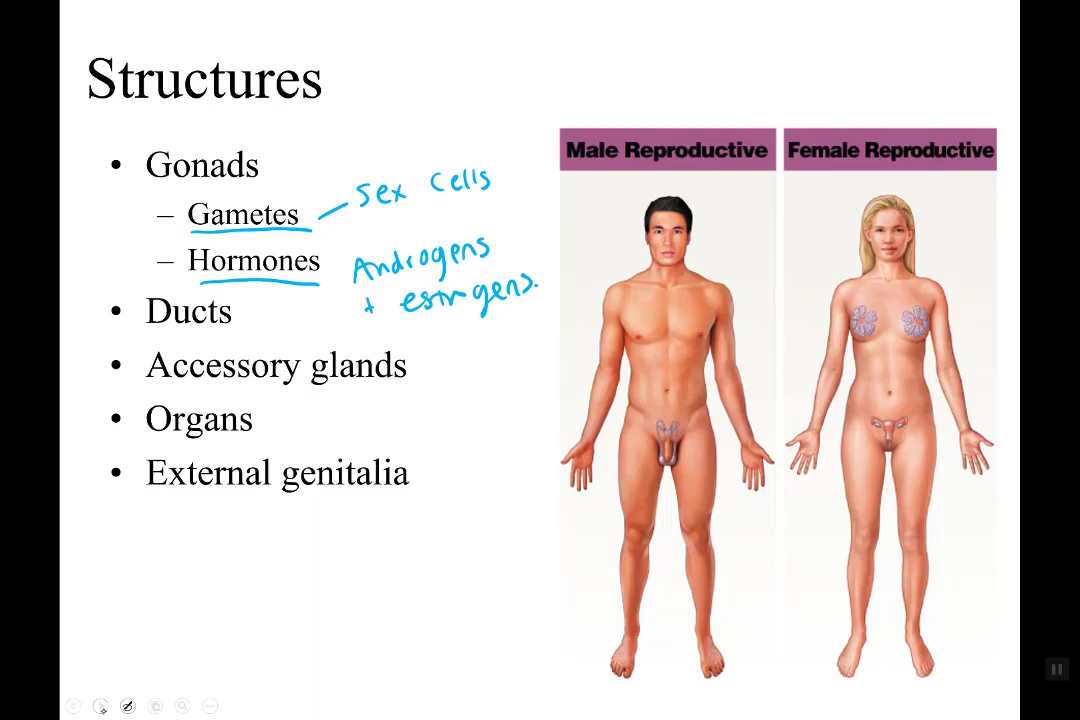 Structures
• Gonads
– Gametes
Sex Cells
– Hormones
Androgens
+ estrogens.
• Ducts
• Accessory glands
• Organs
• External genitalia
Male Reproductive
Female Reproductive